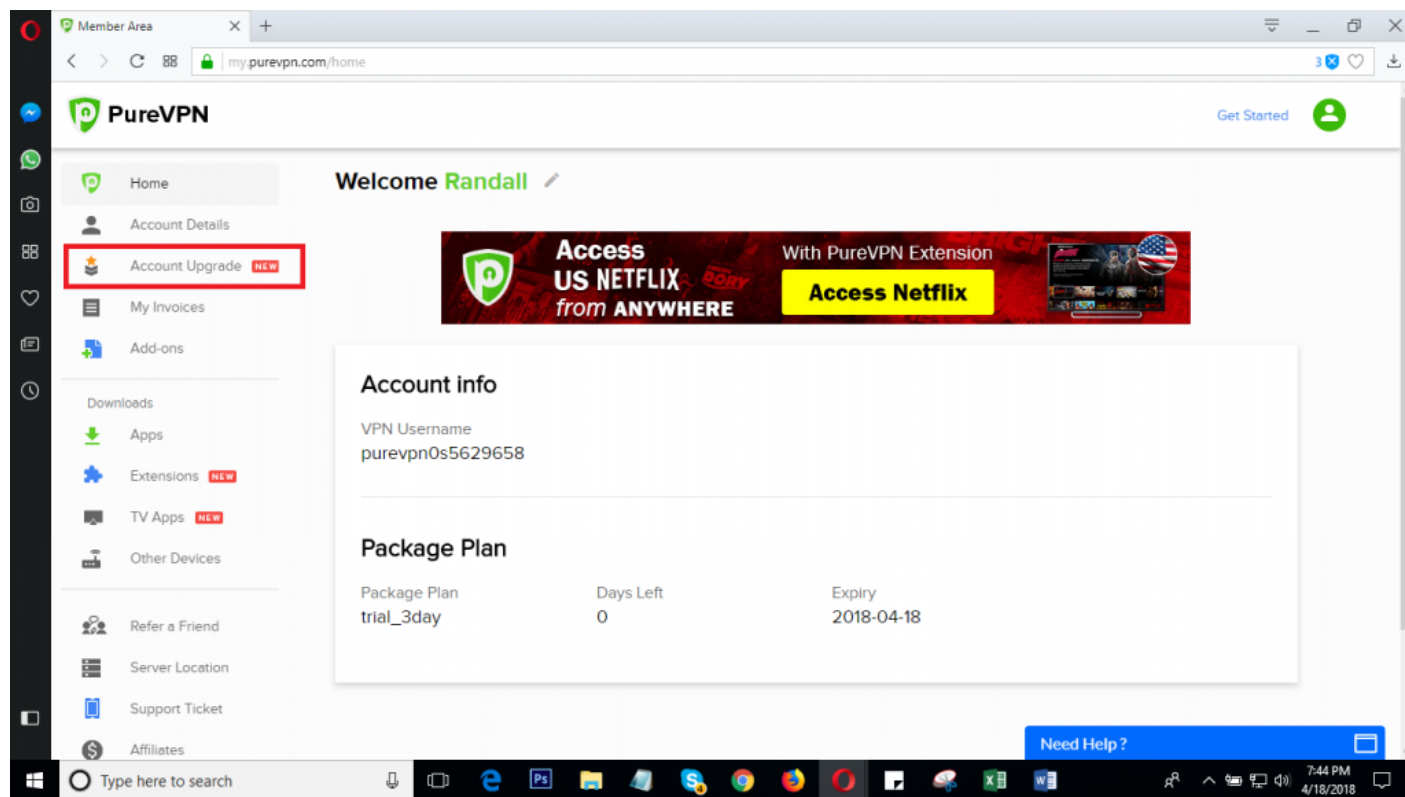 Member Area
my.purevpn.com/home
3
PureVPN
Get Started
Home
Account Details
Account Upgrade NEW
My Invoices
Add-ons
Downloads
Apps
Extensions NEW
TV Apps NEW
Other Devices
Refer a Friend
Server Location
Support Ticket
Affiliates
Welcome Randall
Access
US NETFLIX
from ANYWHERE
With PureVPN Extension
Access Netflix
Account info
VPN Username
purevpn0s5629658
Package Plan
Package Plan Days Left Expiry
trial_3day 0 2018-04-18
Need Help ?
Type here to search
Ps
7:44 PM
4/18/2018